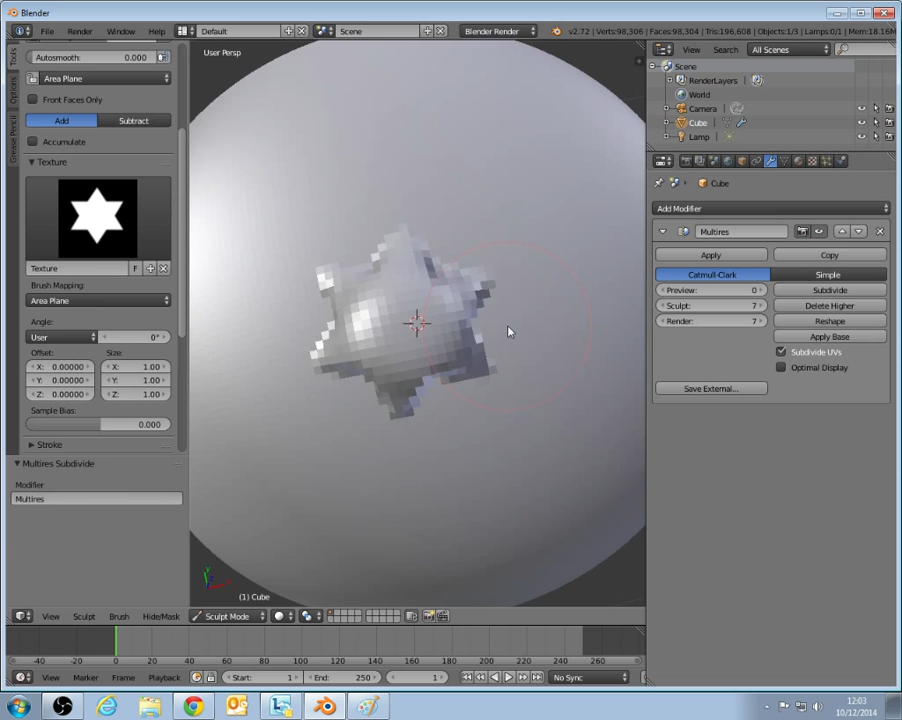 Blender
File Render Window Help Default Scene Blender Render v2.72 | Verts:98,306 | Faces:98,304 | Tris:196,608 | Objects:1/3 | Lamps:0/1 | Mem:18.16M
Tools
Options
Grease Pencil
Autosmooth: 0.000
Area Plane
Front Faces Only
Add Subtract
Accumulate
Texture
Texture F
Brush Mapping:
Area Plane
Angle:
User 0°
Offset: Size:
X: 0.00000 X: 1.00
Y: 0.00000 Y: 1.00
Z: 0.00000 Z: 1.00
Sample Bias:
0.000
Stroke
Multires Subdivide
Modifier
Multires
User Persp
(1) Cube
View Sculpt Brush Hide/Mask Sculpt Mode
-40 -20 0 20 40 60 80 100 120 140 160 180 200 220 240 260
View Marker Frame Playback Start: 1 End: 250 1 No Sync
View Search All Scenes
Scene
RenderLayers
World
Camera
Cube
Lamp
Cube
Add Modifier
Multires
Apply Copy
Catmull-Clark Simple
Preview: 0 Subdivide
Sculpt: 7 Delete Higher
Render: 7 Reshape
Apply Base
Subdivide UVs
Optimal Display
Save External...
12:03
10/12/2014